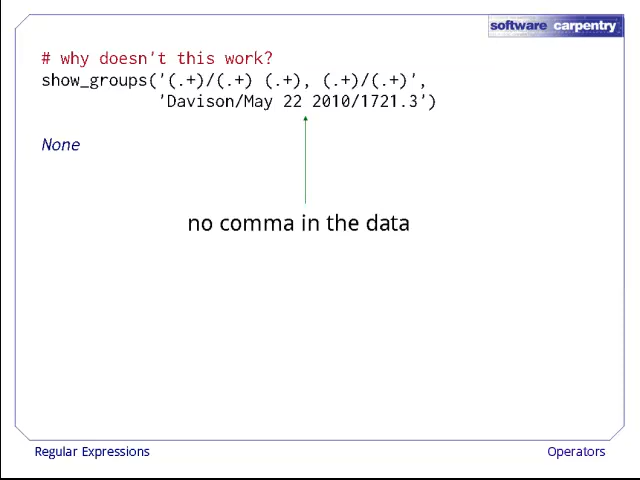 software carpentry
# why doesn't this work?
show_groups('(.+)/(.+) (.+), (.+)/(.+)',
'Davison/May 22 2010/1721.3')
None
no comma in the data
Regular Expressions
Operators